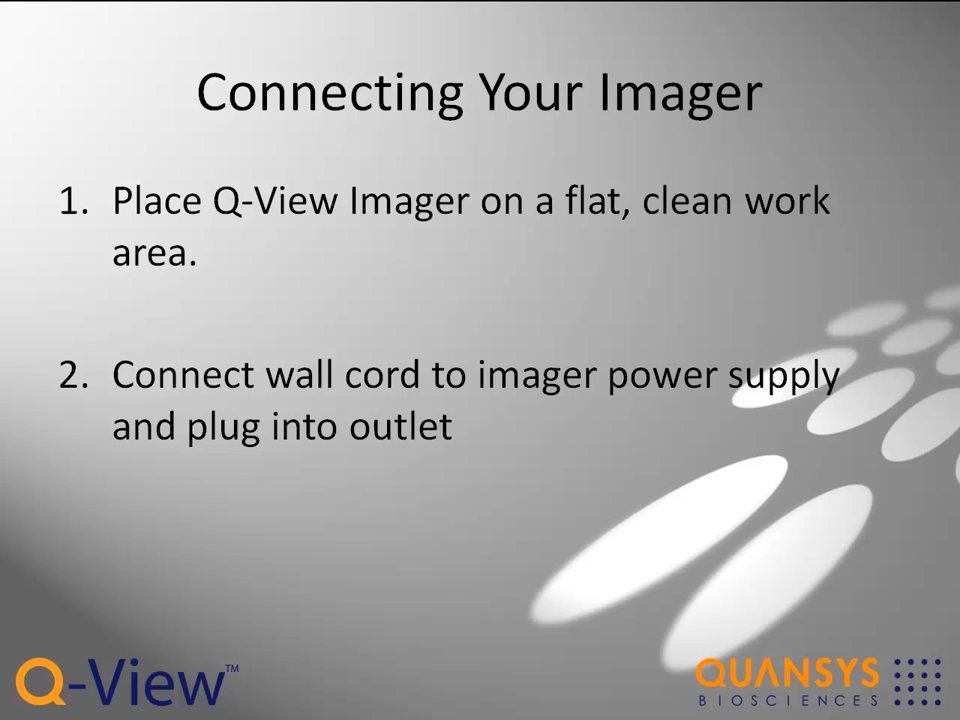 Connecting Your Imager
1. Place Q-View Imager on a flat, clean work
area.
2. Connect wall cord to imager power supply
and plug into outlet
Q-View™
QUANSYS
BIOSCIENCES